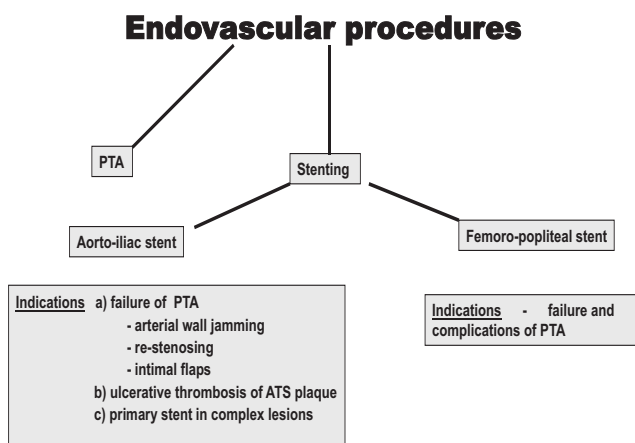 Endovascular procedures
PTA
Stenting
Aorto-iliac stent
Femoro-popliteal stent
Indications a) failure of PTA
- arterial wall jamming
- re-stenosing
- intimal flaps
b) ulcerative thrombosis of ATS plaque
c) primary stent in complex lesions
Indications - failure and
complications of PTA